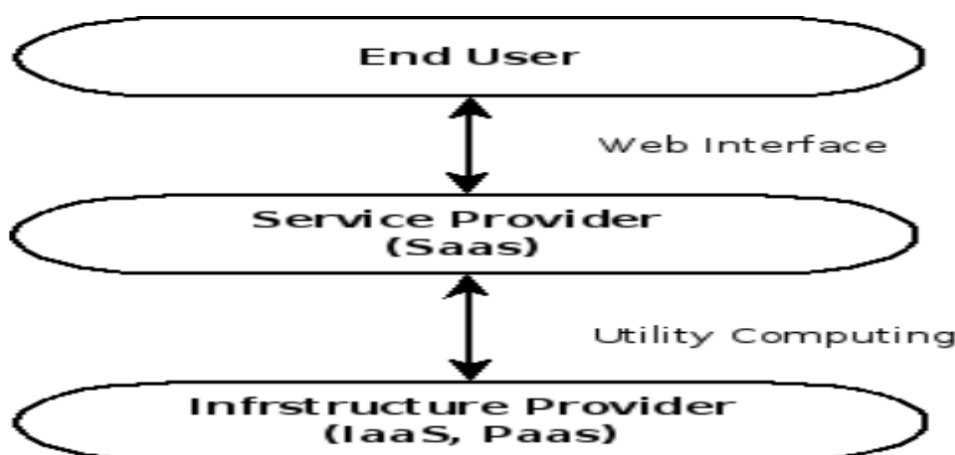 End User
Web Interface
Service Provider
(Saas)
Utility Computing
Infrstructure Provider
(IaaS, Paas)